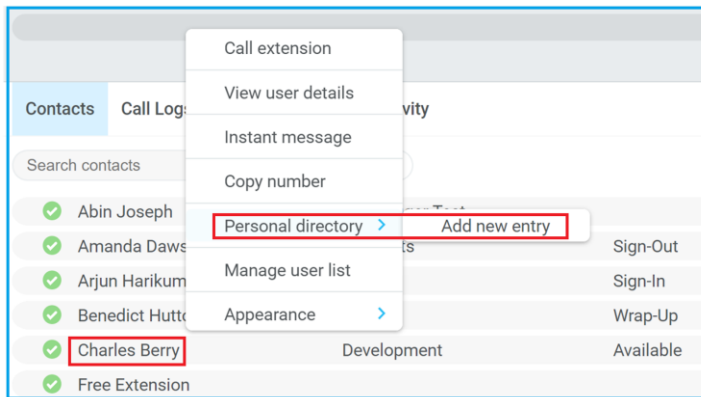 Call extension
View user details
Contacts Call Logs vity
Instant message
Search contacts
Copy number
Abin Joseph
Personal directory > Add new entry
Amanda Daws ts Sign-Out
Manage user list
Arjun Harikum Sign-In
Appearance >
Benedict Hutto Wrap-Up
Charles Berry Development Available
Free Extension